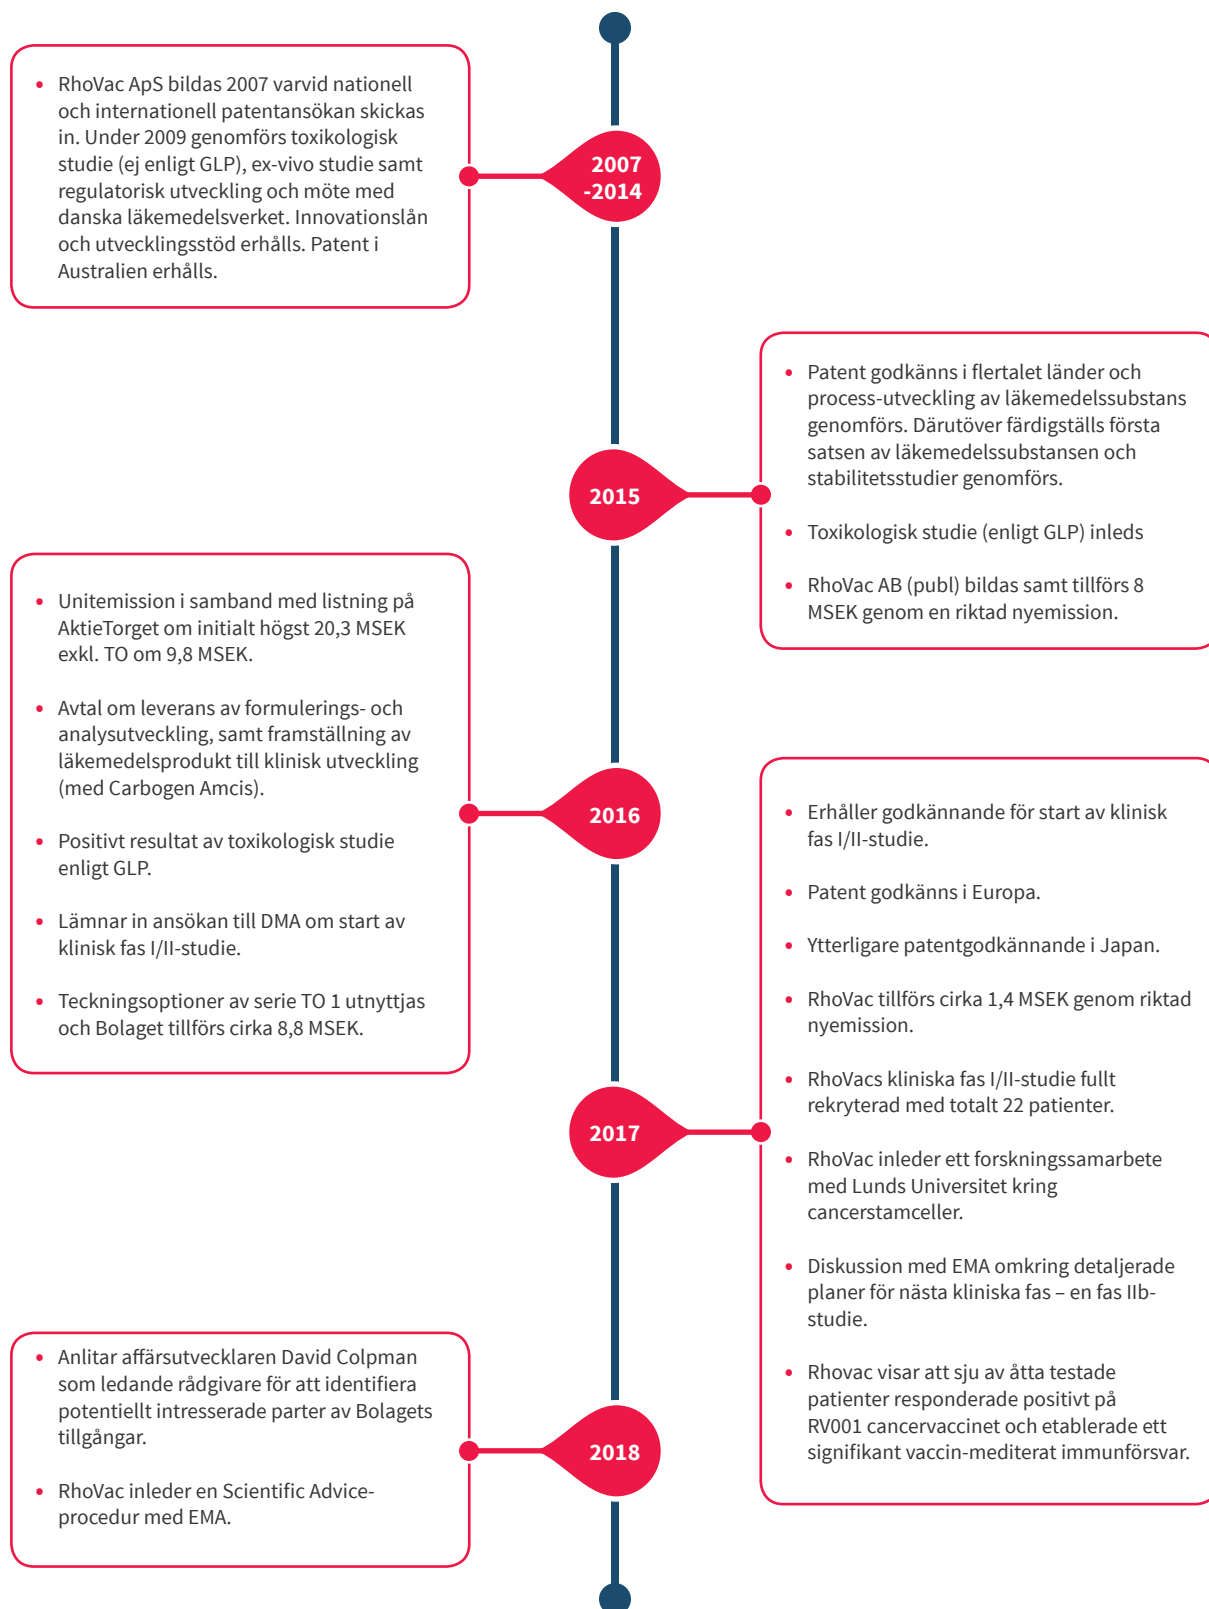 • RhoVac ApS bildas 2007 varvid nationell
och internationell patentansökan skickas
in. Under 2009 genomförs toxikologisk
studie (ej enligt GLP), ex-vivo studie samt
regulatorisk utveckling och möte med
danska läkemedelsverket. Innovationslån
och utvecklingsstöd erhålls. Patent i
Australien erhålls.
2007
-2014
• Patent godkänns i flertalet länder och
process-utveckling av läkemedelssubstans
genomförs. Därutöver färdigställs första
satsen av läkemedelssubstansen och
stabilitetsstudier genomförs.
• Toxikologisk studie (enligt GLP) inleds
• RhoVac AB (publ) bildas samt tillförs 8
MSEK genom en riktad nyemission.
2015
• Unitemission i samband med listning på
AktieTorget om initialt högst 20,3 MSEK
exkl. TO om 9,8 MSEK.
• Avtal om leverans av formulerings- och
analysutveckling, samt framställning av
läkemedelsprodukt till klinisk utveckling
(med Carbogen Amcis).
• Positivt resultat av toxikologisk studie
enligt GLP.
• Lämnar in ansökan till DMA om start av
klinisk fas I/II-studie.
• Teckningsoptioner av serie TO 1 utnyttjas
och Bolaget tillförs cirka 8,8 MSEK.
2016
• Erhåller godkännande för start av klinisk
fas I/II-studie.
• Patent godkänns i Europa.
• Ytterligare patentgodkännande i Japan.
• RhoVac tillförs cirka 1,4 MSEK genom riktad
nyemission.
• RhoVacs kliniska fas I/II-studie fullt
rekryterad med totalt 22 patienter.
• RhoVac inleder ett forskningssamarbete
med Lunds Universitet kring
cancerstamceller.
• Diskussion med EMA omkring detaljerade
planer för nästa kliniska fas – en fas IIb-
studie.
• Rhovac visar att sju av åtta testade
patienter responderade positivt på
RV001 cancervaccinet och etablerade ett
signifikant vaccin-mediterat immunförsvar.
2017
• Anlitar affärsutvecklaren David Colpman
som ledande rådgivare för att identifiera
potentiellt intresserade parter av Bolagets
tillgångar.
• RhoVac inleder en Scientific Advice-
procedur med EMA.
2018